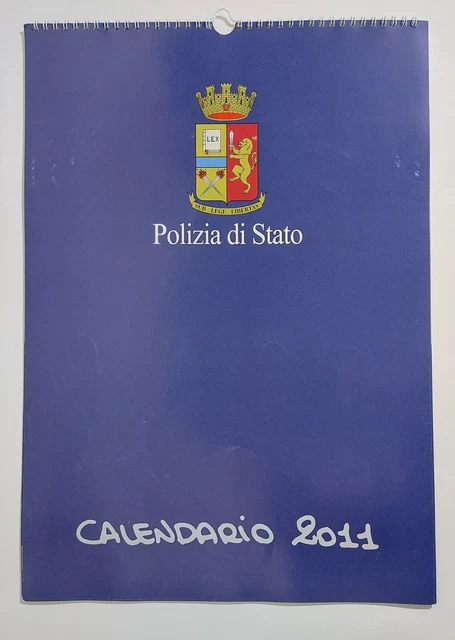 LEX
SUB LEGE LIBERTAS
Polizia di Stato
CALENDARIO 2011